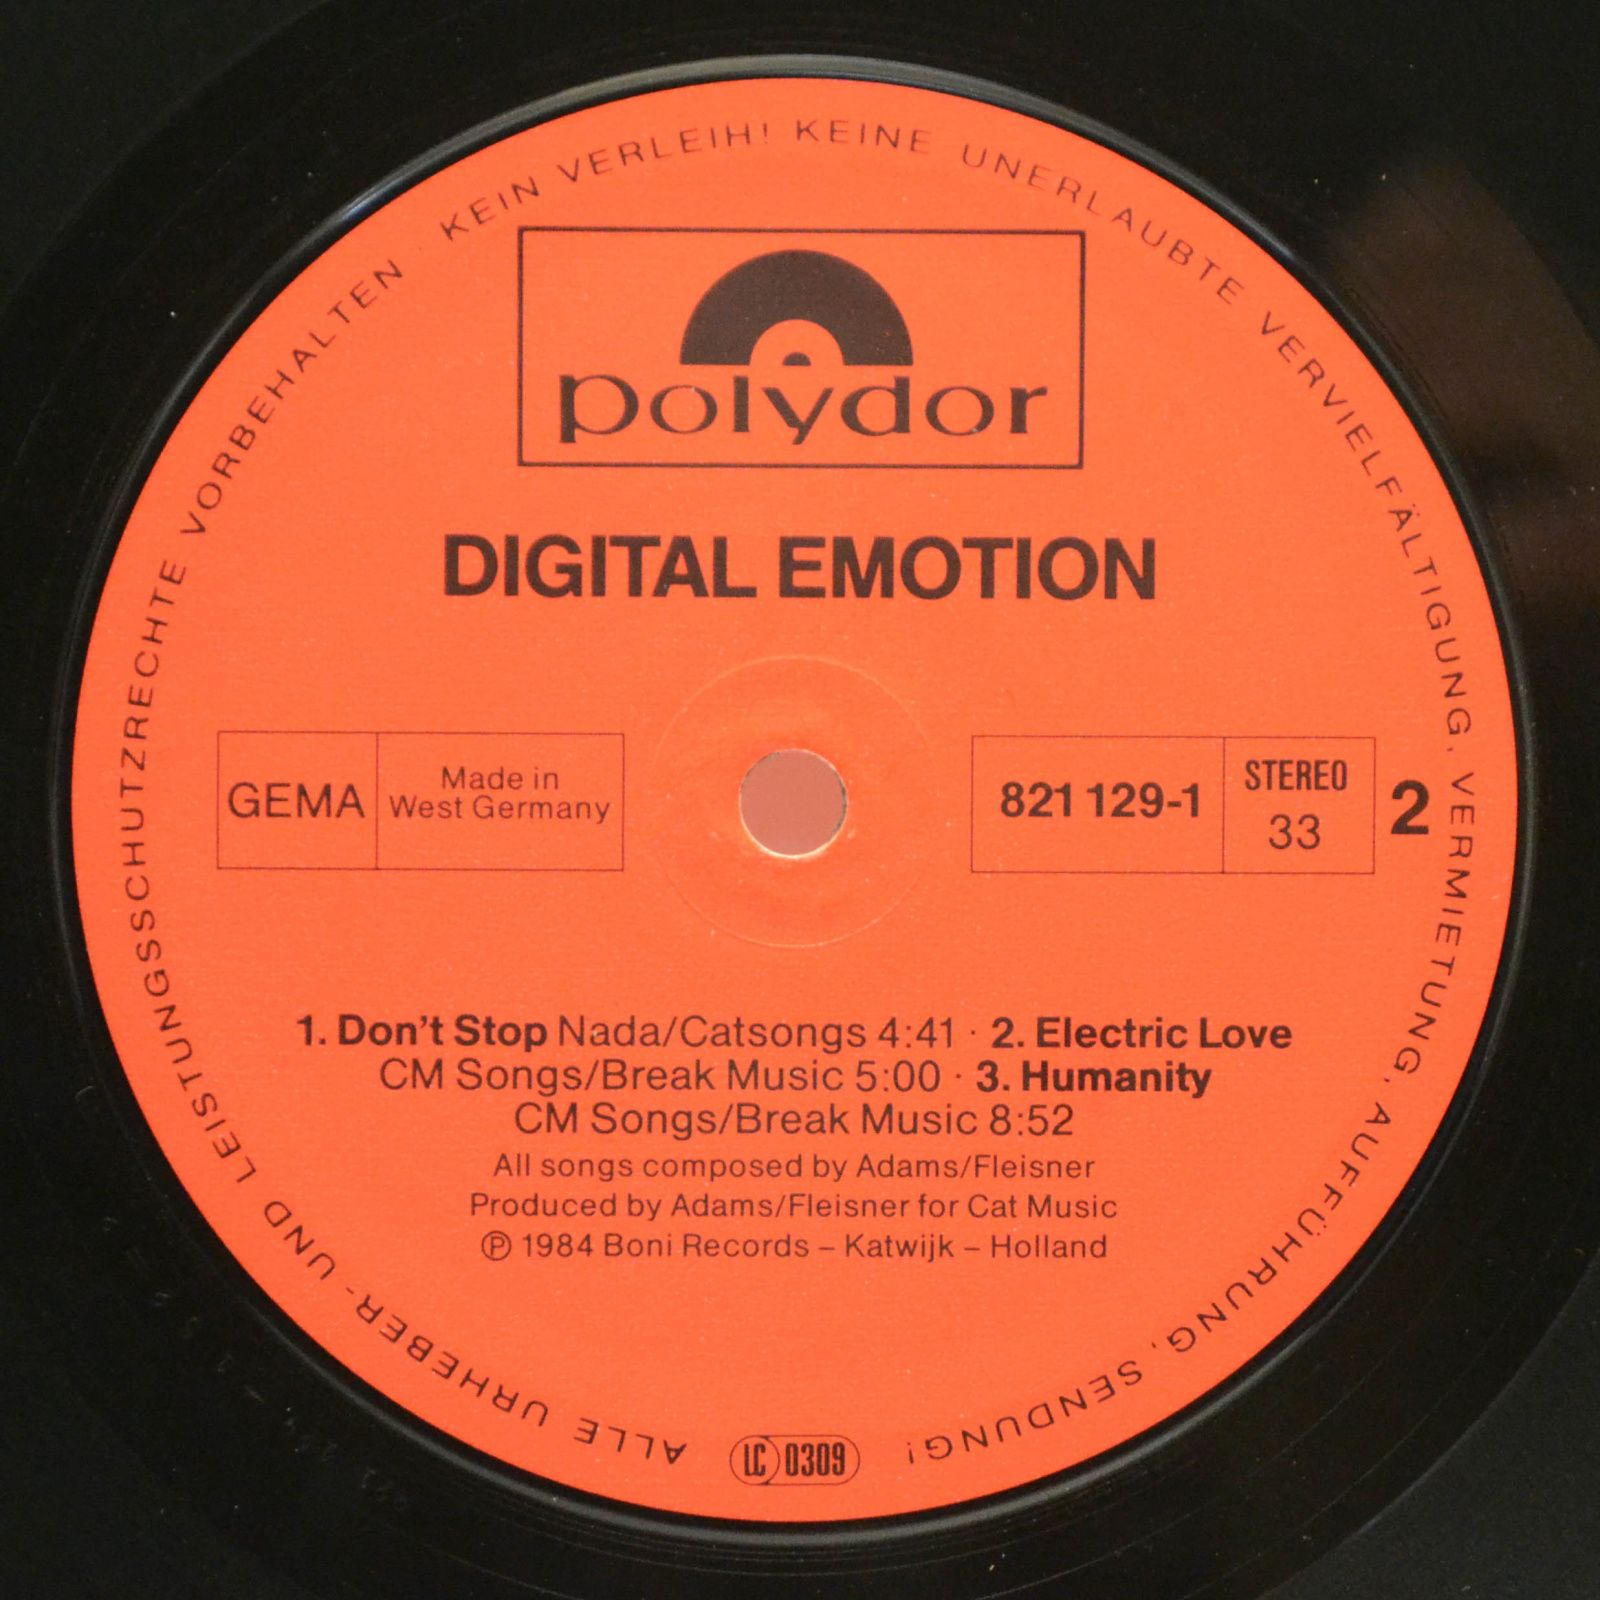 ALLE URHEBER- UND LEISTUNGSSCHUTZRECHTE VORBEHALTEN · KEIN VERLEIH! KEINE UNERLAUBTE VERVIELFÄLTIGUNG, VERMIETUNG, AUFFÜHRUNG, SENDUNG!
polydor
DIGITAL EMOTION
GEMA
Made in
West Germany
821 129-1
STEREO
33
2
1. Don't Stop Nada/Catsongs 4:41 · 2. Electric Love
CM Songs/Break Music 5:00 · 3. Humanity
CM Songs/Break Music 8:52
All songs composed by Adams/Fleisner
Produced by Adams/Fleisner for Cat Music
℗ 1984 Boni Records – Katwijk – Holland
LC 0309